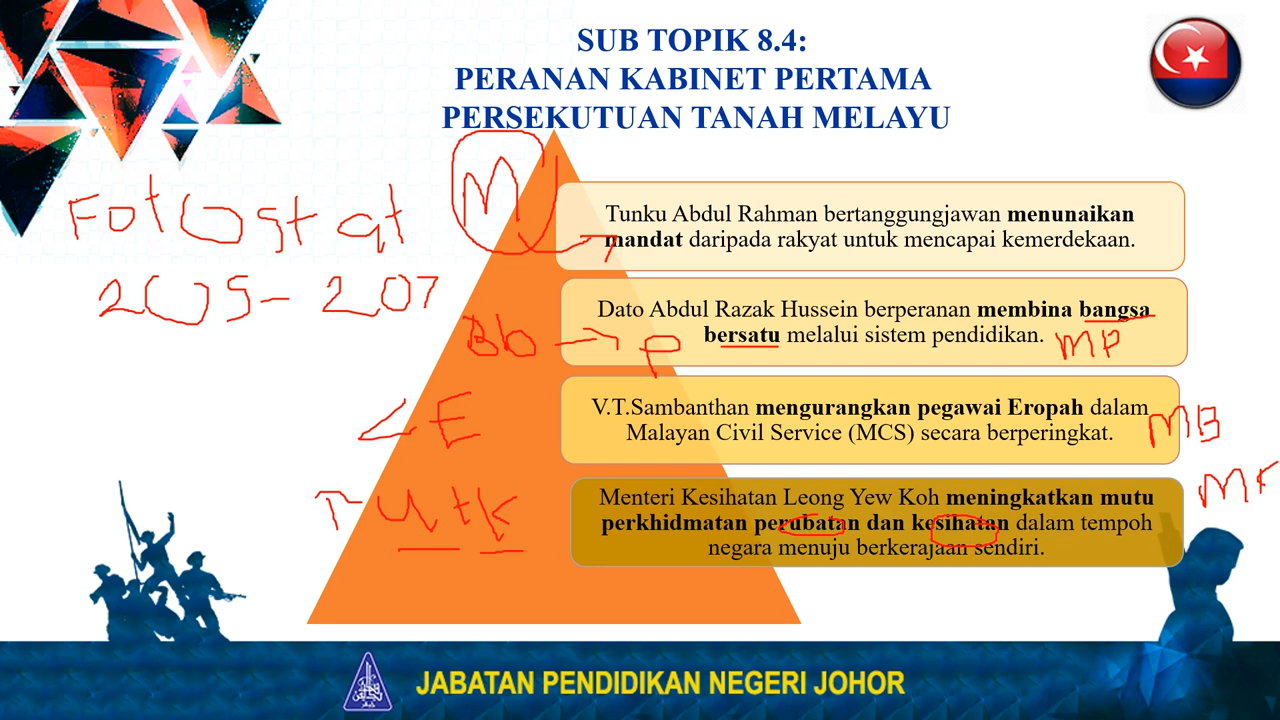 SUB TOPIK 8.4:
PERANAN KABINET PERTAMA
PERSEKUTUAN TANAH MELAYU
M
Fotostat
205-207
Tunku Abdul Rahman bertanggungjawan menunaikan
mandat daripada rakyat untuk mencapai kemerdekaan.
Dato Abdul Razak Hussein berperanan membina bangsa
bersatu melalui sistem pendidikan.
MP
Bb → P
V.T.Sambanthan mengurangkan pegawai Eropah dalam
Malayan Civil Service (MCS) secara berperingkat.
MB
< E
Menteri Kesihatan Leong Yew Koh meningkatkan mutu
perkhidmatan perubatan dan kesihatan dalam tempoh
negara menuju berkerajaan sendiri.
MK
U + K
JABATAN PENDIDIKAN NEGERI JOHOR